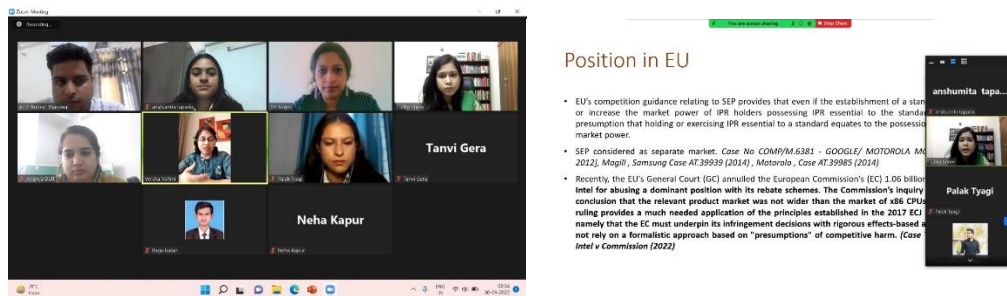 Zoom Meeting
Recording...
Tanvi Gera
Palak Tyagi
Tanvi Gera
Neha Kapur
Neha Kapur
ENG
IN
30-09-2022
You are screen sharing
Stop Share
Position in EU
• EU's competition guidance relating to SEP provides that even if the establishment of a stan
or increase the market power of IPR holders possessing IPR essential to the standa
presumption that holding or exercising IPR essential to a standard equates to the possessio
market power.
• SEP considered as separate market. Case No COMP/M.6381 - GOOGLE/ MOTOROLA MO
2012], Magill , Samsung Case AT.39939 (2014) , Motorola , Case AT.39985 (2014)
• Recently, the EU's General Court (GC) annulled the European Commission's (EC) 1.06 billion
Intel for abusing a dominant position with its rebate schemes. The Commission's inquiry
conclusion that the relevant product market was not wider than the market of x86 CPUs
ruling provides a much needed application of the principles established in the 2017 ECJ
namely that the EC must underpin its infringement decisions with rigorous effects-based a
not rely on a formalistic approach based on "presumptions" of competitive harm. (Case
Intel v Commission (2022)
anshumita tapa...
anshumita taparia
Palak Tyagi
Palak Tyagi